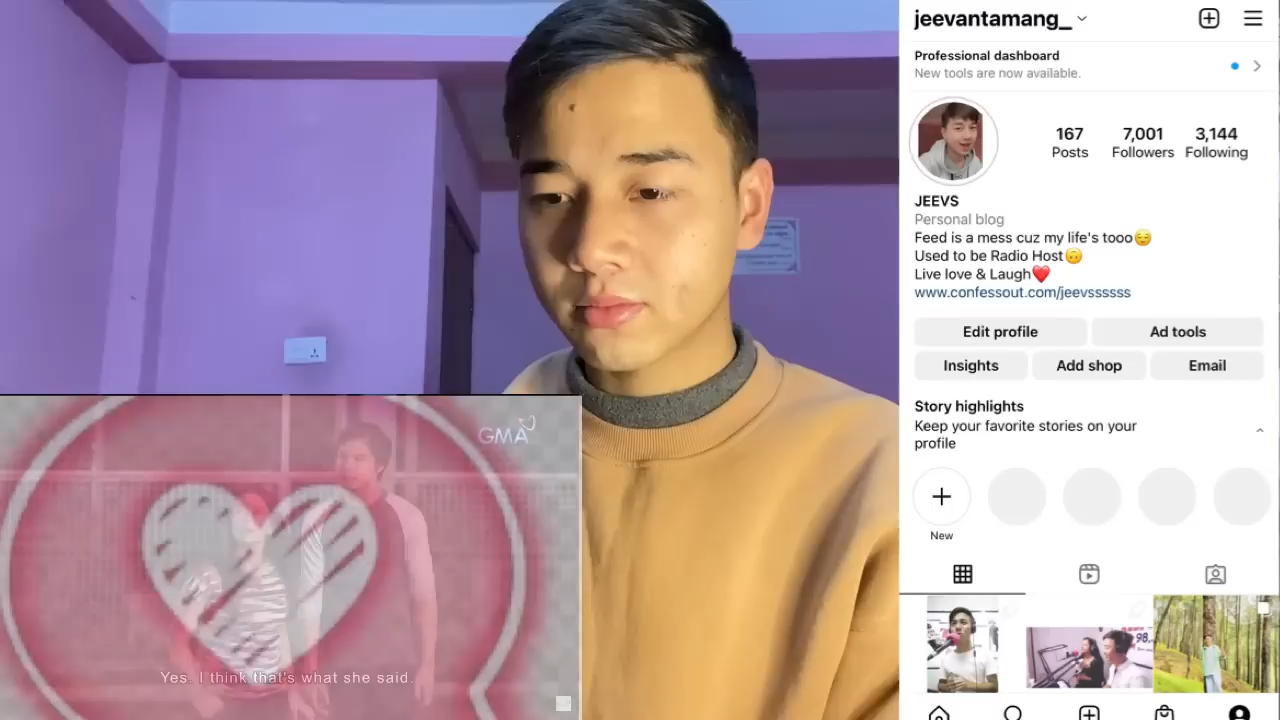 jeevantamang_
Professional dashboard
New tools are now available.
167
Posts
7,001
Followers
3,144
Following
JEEVS
Personal blog
Feed is a mess cuz my life's tooo😌
Used to be Radio Host🙃
Live love & Laugh❤️
www.confessout.com/jeevssssss
Edit profile
Ad tools
Insights
Add shop
Email
Story highlights
Keep your favorite stories on your
profile
New
98.
GMA
Yes. I think that's what she said.